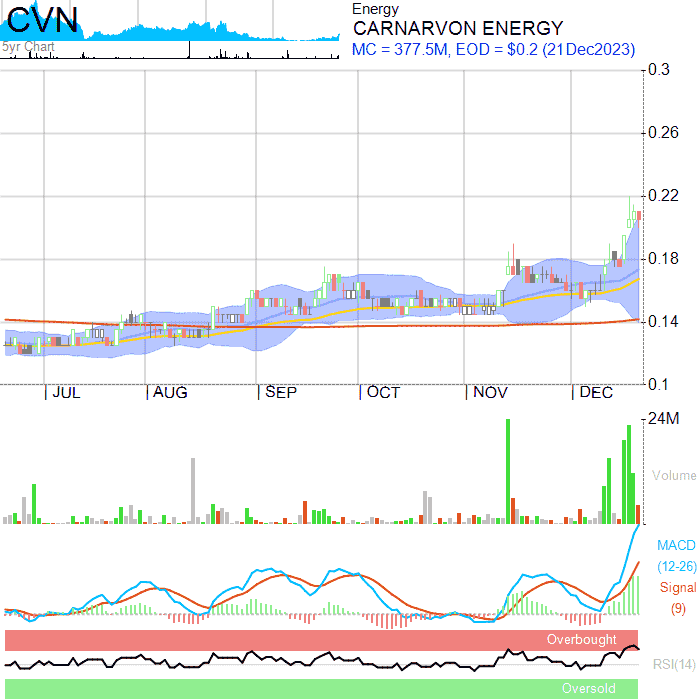 CVN
5yr Chart
Energy
CARNARVON ENERGY
MC = 377.5M, EOD = $0.2 (21Dec2023)
0.3
0.26
0.22
0.18
0.14
0.1
JUL AUG SEP OCT NOV DEC
24M
Volume
MACD
(12-26)
Signal
(9)
Overbought
RSI(14)
Oversold